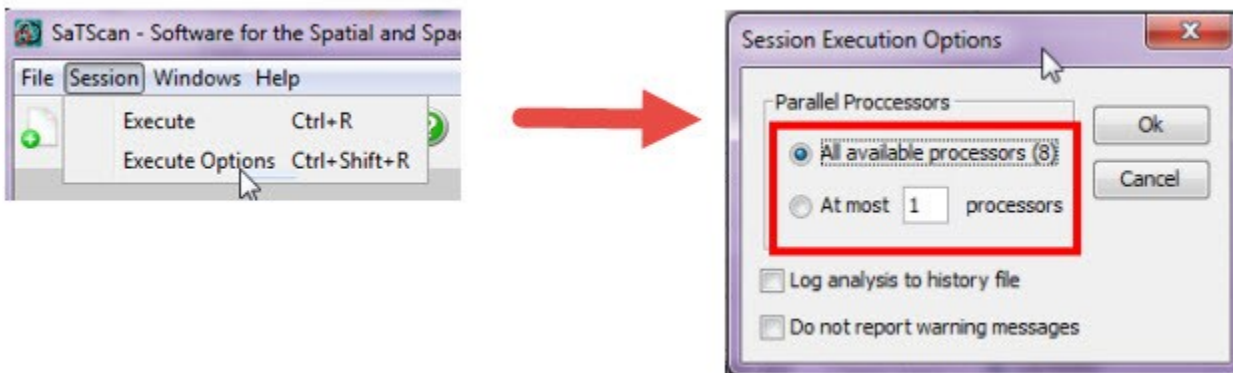 SaTScan - Software for the Spatial and Spac
File Session Windows Help
Execute Ctrl+R
Execute Options Ctrl+Shift+R
Session Execution Options
Parallel Proccessors
All available processors (8)
At most 1 processors
Ok
Cancel
Log analysis to history file
Do not report warning messages